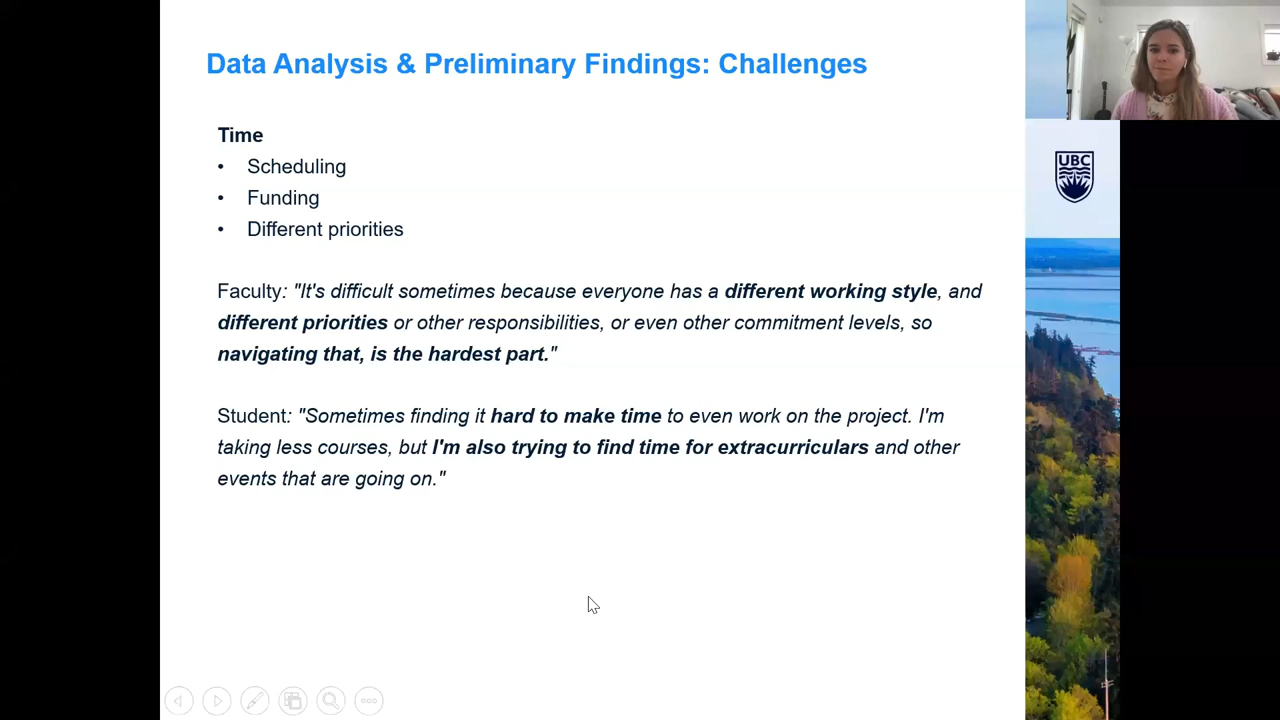 Data Analysis & Preliminary Findings: Challenges
Time
• Scheduling
• Funding
• Different priorities
Faculty: "It's difficult sometimes because everyone has a different working style, and
different priorities or other responsibilities, or even other commitment levels, so
navigating that, is the hardest part."
Student: "Sometimes finding it hard to make time to even work on the project. I'm
taking less courses, but I'm also trying to find time for extracurriculars and other
events that are going on."
UBC